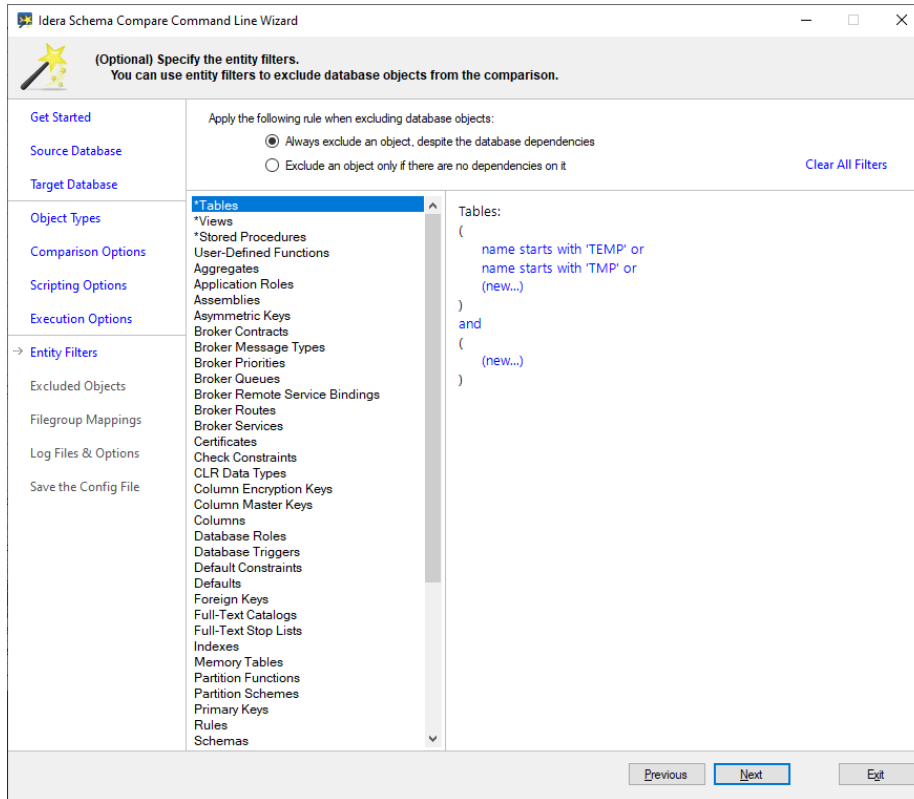 Idera Schema Compare Command Line Wizard
(Optional) Specify the entity filters.
You can use entity filters to exclude database objects from the comparison.
Get Started
Source Database
Target Database
Object Types
Comparison Options
Scripting Options
Execution Options
Entity Filters
Excluded Objects
Filegroup Mappings
Log Files & Options
Save the Config File
Apply the following rule when excluding database objects:
Always exclude an object, despite the database dependencies
Exclude an object only if there are no dependencies on it
Clear All Filters
*Tables
*Views
*Stored Procedures
User-Defined Functions
Aggregates
Application Roles
Assemblies
Asymmetric Keys
Broker Contracts
Broker Message Types
Broker Priorities
Broker Queues
Broker Remote Service Bindings
Broker Routes
Broker Services
Certificates
Check Constraints
CLR Data Types
Column Encryption Keys
Column Master Keys
Columns
Database Roles
Database Triggers
Default Constraints
Defaults
Foreign Keys
Full-Text Catalogs
Full-Text Stop Lists
Indexes
Memory Tables
Partition Functions
Partition Schemes
Primary Keys
Rules
Schemas
Tables:
(
name starts with 'TEMP' or
name starts with 'TMP' or
(new...)
)
and
(
(new...)
)
Previous
Next
Exit